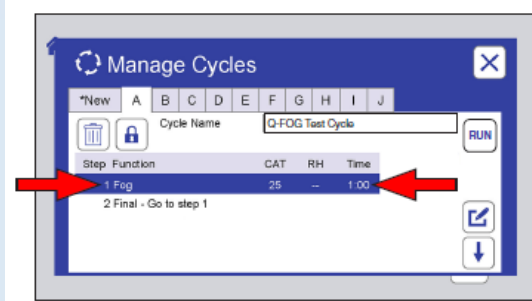 Manage Cycles
*New A B C D E F G H I J
Cycle Name Q-FOG Test Cycle RUN
Step Function CAT RH Time
1 Fog 25 -- 1:00
2 Final - Go to step 1